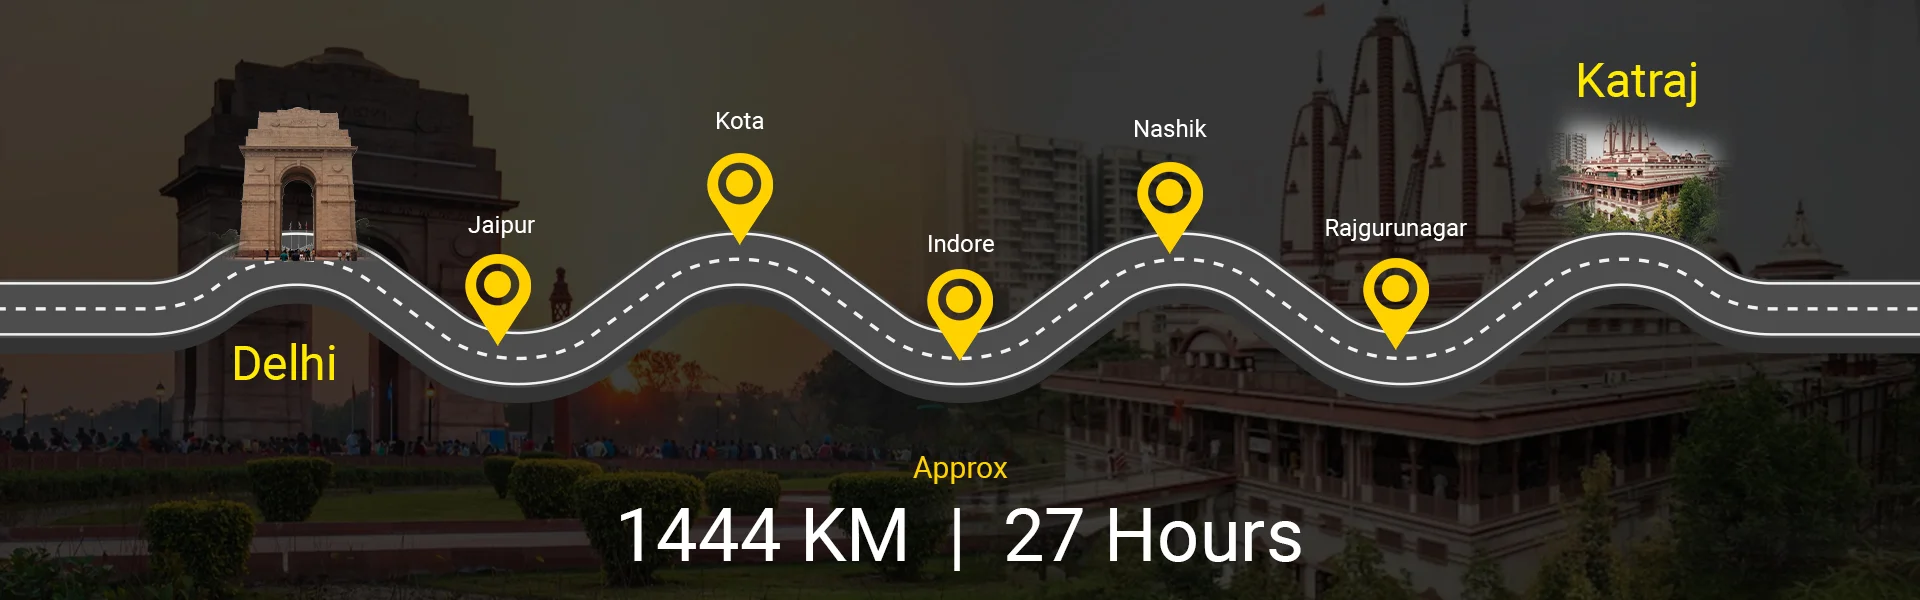 Delhi
Jaipur
Kota
Indore
Nashik
Rajgurunagar
Katraj
Approx
1444 KM | 27 Hours